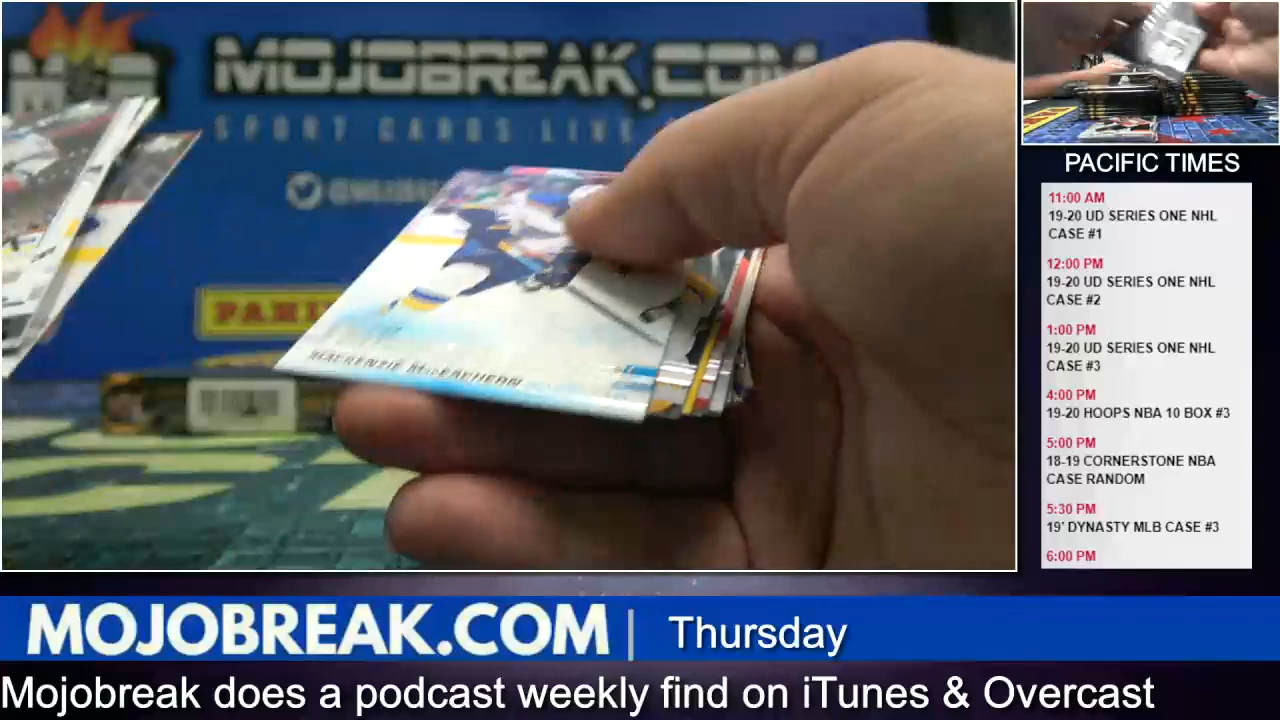 MOJOBREAK.COM
SPORT CARDS LIVE
PANINI
MACKENZIE MacEACHERN
PACIFIC TIMES
11:00 AM
19-20 UD SERIES ONE NHL
CASE #1
12:00 PM
19-20 UD SERIES ONE NHL
CASE #2
1:00 PM
19-20 UD SERIES ONE NHL
CASE #3
4:00 PM
19-20 HOOPS NBA 10 BOX #3
5:00 PM
18-19 CORNERSTONE NBA
CASE RANDOM
5:30 PM
19' DYNASTY MLB CASE #3
6:00 PM
MOJOBREAK.COM | Thursday
Mojobreak does a podcast weekly find on iTunes & Overcast